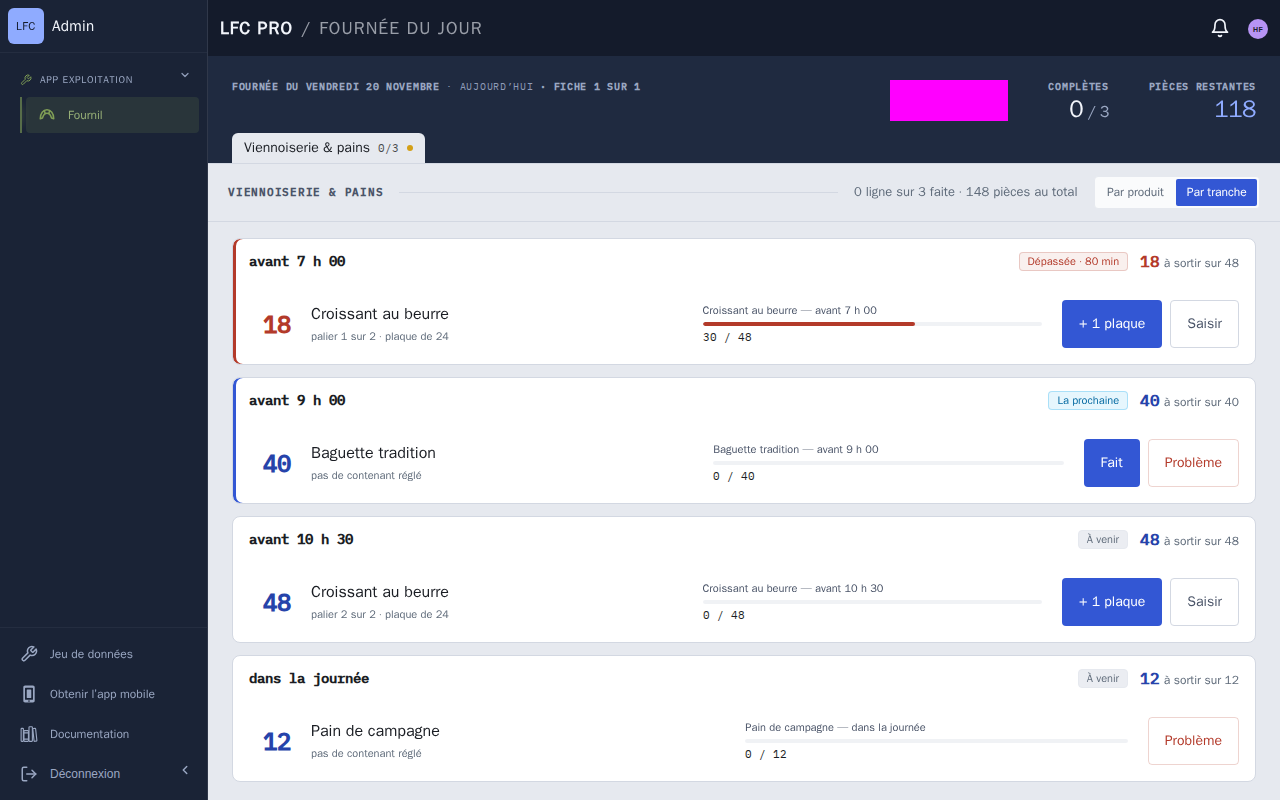 LFC Admin
LFC PRO / FOURNÉE DU JOUR
HF
APP EXPLOITATION
Fournil
FOURNÉE DU VENDREDI 20 NOVEMBRE · AUJOURD'HUI · FICHE 1 SUR 1
COMPLÈTES
0 / 3
PIÈCES RESTANTES
118
Viennoiserie & pains 0/3
VIENNOISERIE & PAINS
0 ligne sur 3 faite · 148 pièces au total
Par produit
Par tranche
avant 7 h 00
Dépassée · 80 min
18 à sortir sur 48
18
Croissant au beurre
palier 1 sur 2 · plaque de 24
Croissant au beurre — avant 7 h 00
30 / 48
+ 1 plaque
Saisir
avant 9 h 00
La prochaine
40 à sortir sur 40
40
Baguette tradition
pas de contenant réglé
Baguette tradition — avant 9 h 00
0 / 40
Fait
Problème
avant 10 h 30
À venir
48 à sortir sur 48
48
Croissant au beurre
palier 2 sur 2 · plaque de 24
Croissant au beurre — avant 10 h 30
0 / 48
+ 1 plaque
Saisir
dans la journée
À venir
12 à sortir sur 12
12
Pain de campagne
pas de contenant réglé
Pain de campagne — dans la journée
0 / 12
Problème
Jeu de données
Obtenir l'app mobile
Documentation
Déconnexion